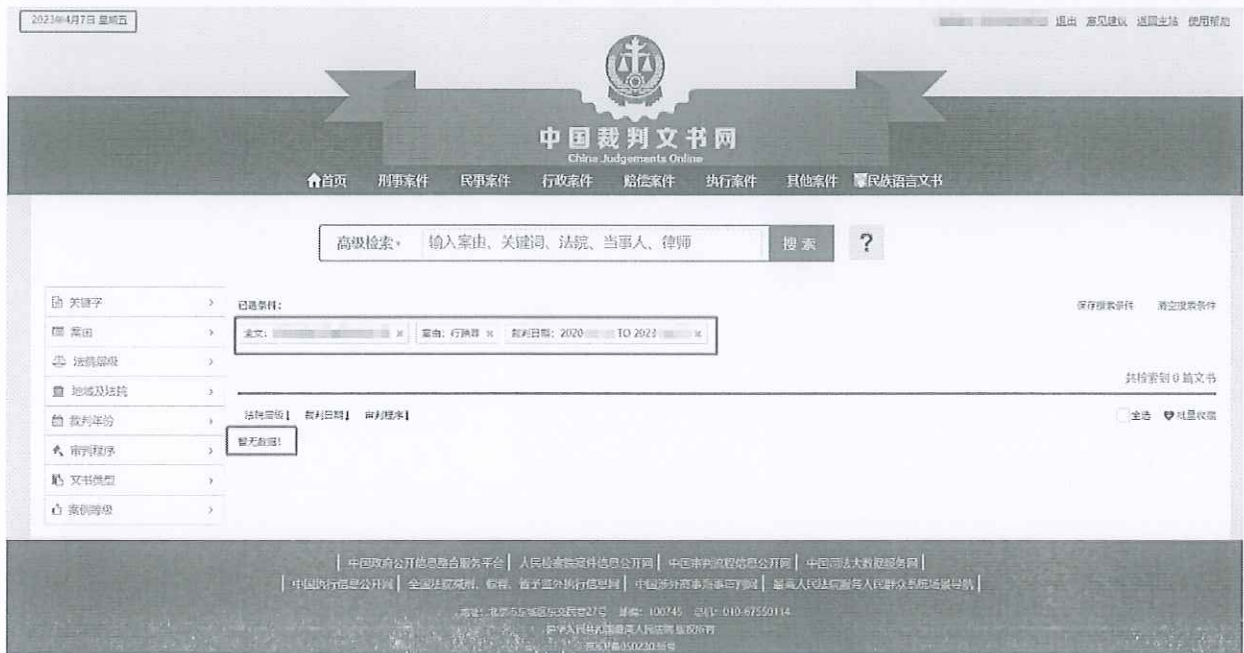 2023年4月7日 星期五
退出 意见建议 返回主站 使用帮助
中国裁判文书网
China Judgements Online
首页 刑事案件 民事案件 行政案件 赔偿案件 执行案件 其他案件 民族语言文书
高级检索 输入案由、关键词、法院、当事人、律师 搜索 ?
关键字
已选条件：
保存搜索条件 清空搜索条件
案由
全文： × 案由：行贿罪 × 裁判日期：2020 TO 2023 ×
法院层级
共检索到 0 篇文书
地域及法院
法院层级 裁判日期 审判程序
全选 批量收藏
裁判年份
暂无数据！
审判程序
文书类型
案例等级
中国政府公开信息整合服务平台 | 人民检察院案件信息公开网 | 中国审判流程信息公开网 | 中国司法大数据服务网 |
中国执行信息公开网 | 全国法院减刑、假释、暂予监外执行信息网 | 中国涉外商事海事审判网 | 最高人民法院服务人民群众系统场景导航 |
地址：北京市东城区东交民巷27号 邮编：100745 总机：010-67550114
中华人民共和国最高人民法院 版权所有